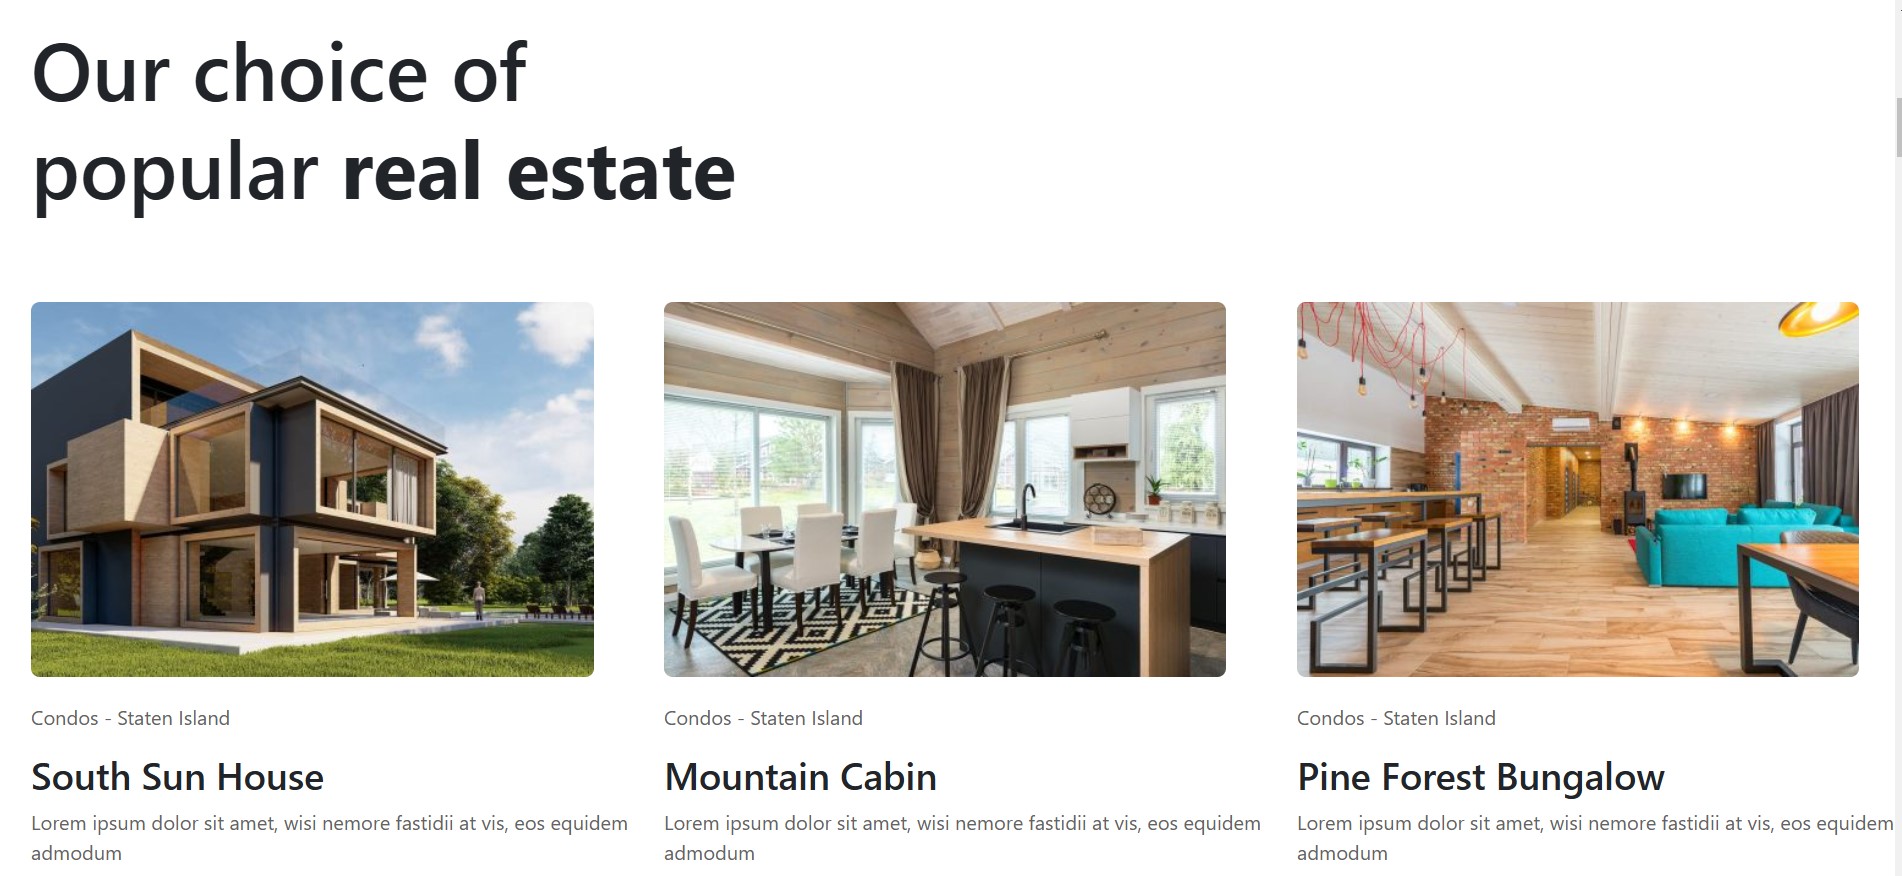 Our choice of
popular real estate
Condos - Staten Island
Condos - Staten Island
Condos - Staten Island
South Sun House
Mountain Cabin
Pine Forest Bungalow
Lorem ipsum dolor sit amet, wisi nemore fastidii at vis, eos equidem
admodum
Lorem ipsum dolor sit amet, wisi nemore fastidii at vis, eos equidem
admodum
Lorem ipsum dolor sit amet, wisi nemore fastidii at vis, eos equidem
admodum